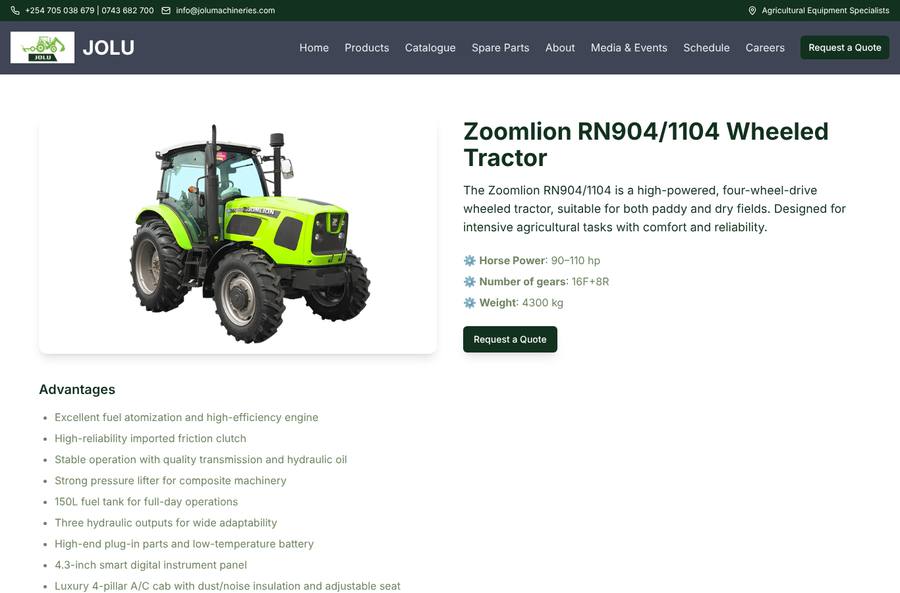 +254 705 038 679 | 0743 682 700
info@jolumachineries.com
Agricultural Equipment Specialists
JOLU
JOLU
Home
Products
Catalogue
Spare Parts
About
Media & Events
Schedule
Careers
Request a Quote
ZOOMLION
Zoomlion RN904/1104 Wheeled
Tractor
The Zoomlion RN904/1104 is a high-powered, four-wheel-drive
wheeled tractor, suitable for both paddy and dry fields. Designed for
intensive agricultural tasks with comfort and reliability.
Horse Power: 90–110 hp
Number of gears: 16F+8R
Weight: 4300 kg
Request a Quote
Advantages
• Excellent fuel atomization and high-efficiency engine
• High-reliability imported friction clutch
• Stable operation with quality transmission and hydraulic oil
• Strong pressure lifter for composite machinery
• 150L fuel tank for full-day operations
• Three hydraulic outputs for wide adaptability
• High-end plug-in parts and low-temperature battery
• 4.3-inch smart digital instrument panel
• Luxury 4-pillar A/C cab with dust/noise insulation and adjustable seat